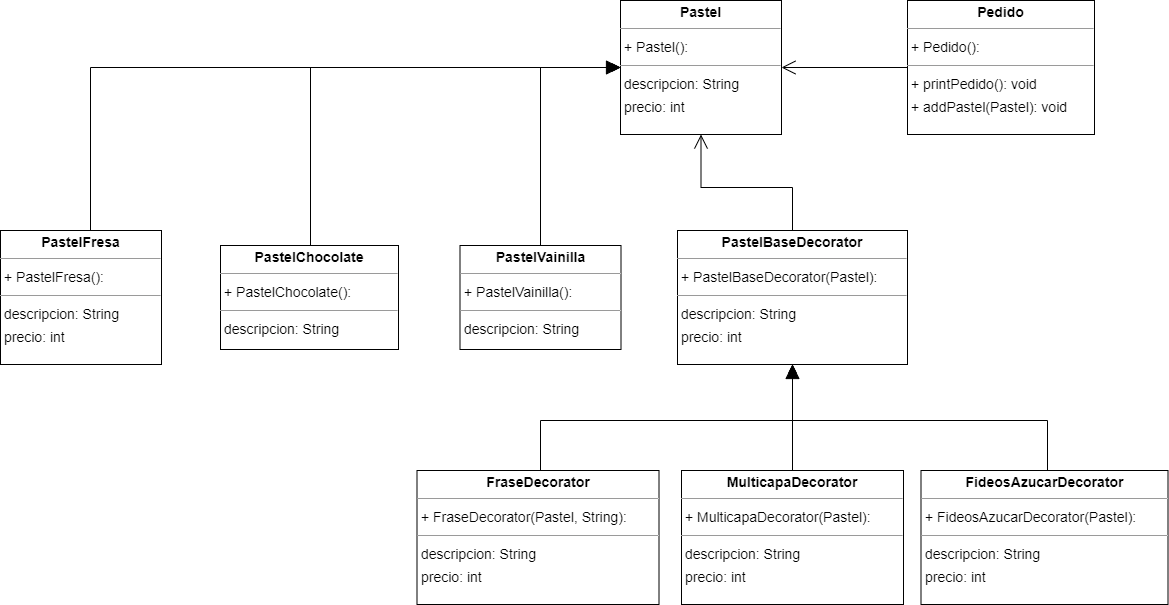 Pastel
+ Pastel():
descripcion: String
precio: int
Pedido
+ Pedido():
+ printPedido(): void
+ addPastel(Pastel): void
PastelFresa
+ PastelFresa():
descripcion: String
precio: int
PastelChocolate
+ PastelChocolate():
descripcion: String
PastelVainilla
+ PastelVainilla():
descripcion: String
PastelBaseDecorator
+ PastelBaseDecorator(Pastel):
descripcion: String
precio: int
FraseDecorator
+ FraseDecorator(Pastel, String):
descripcion: String
precio: int
MulticapaDecorator
+ MulticapaDecorator(Pastel):
descripcion: String
precio: int
FideosAzucarDecorator
+ FideosAzucarDecorator(Pastel):
descripcion: String
precio: int